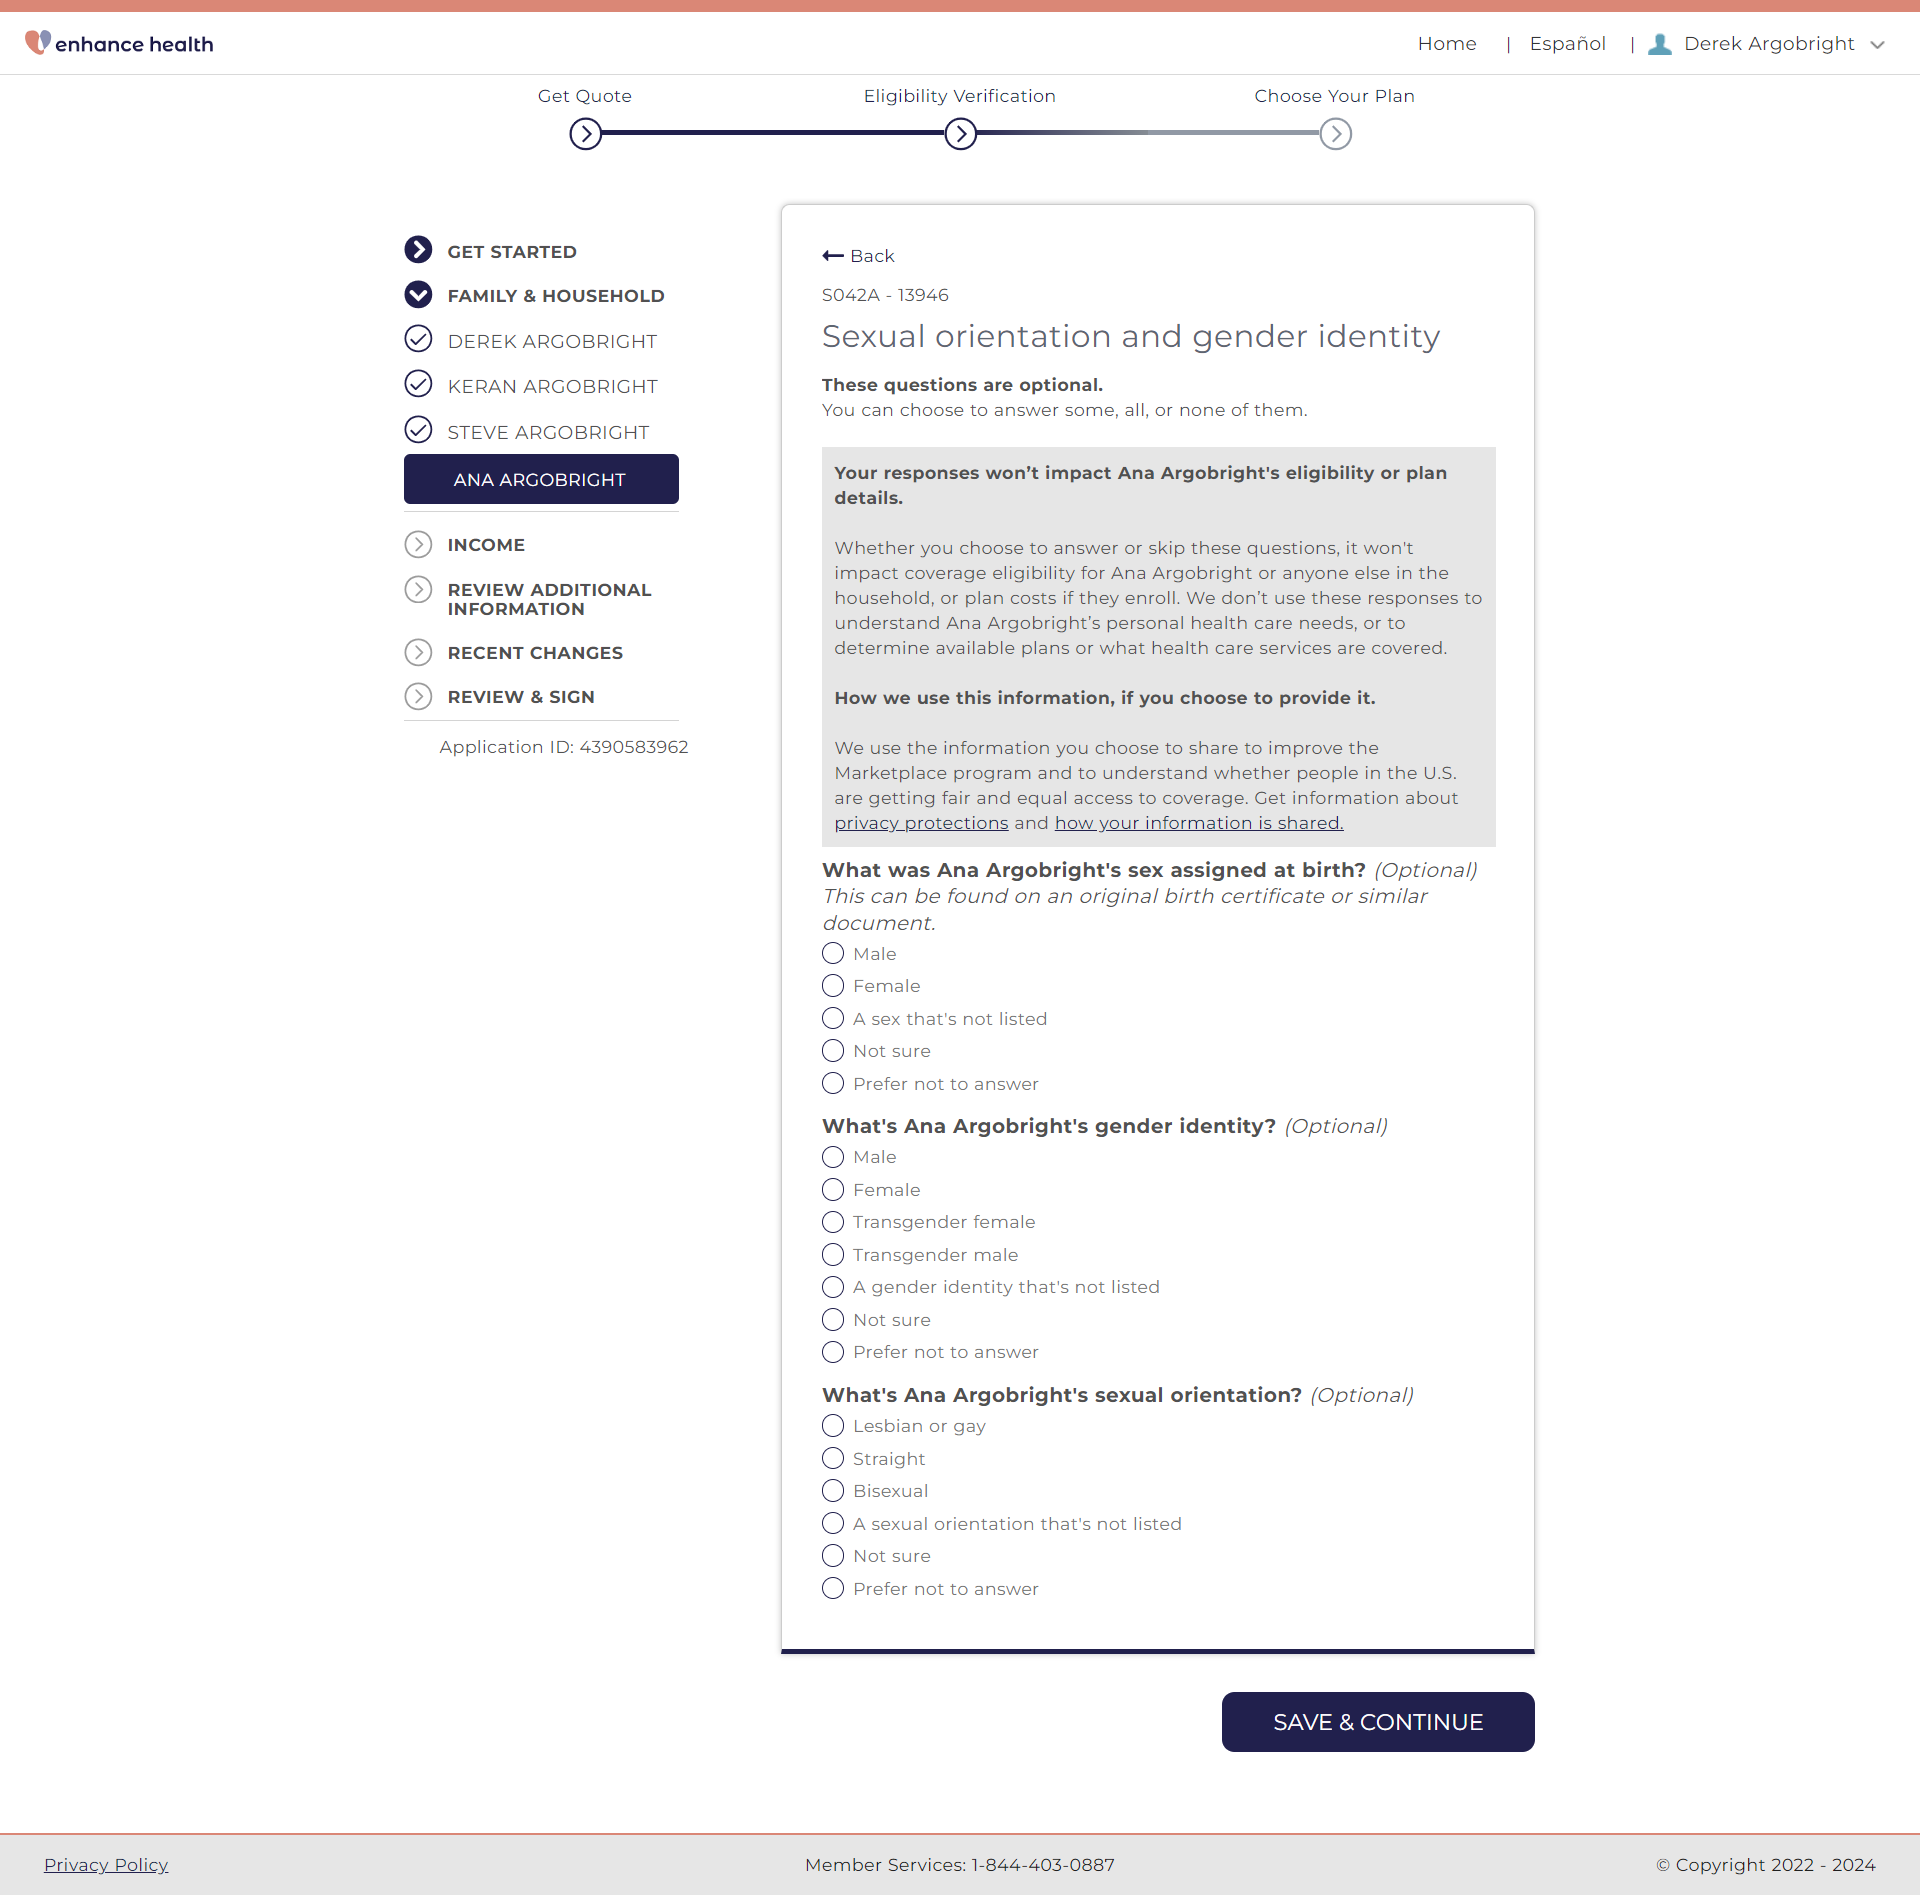 enhance health
Home | Español | Derek Argobright
Get Quote
Eligibility Verification
Choose Your Plan
GET STARTED
FAMILY & HOUSEHOLD
DEREK ARGOBRIGHT
KERAN ARGOBRIGHT
STEVE ARGOBRIGHT
ANA ARGOBRIGHT
INCOME
REVIEW ADDITIONAL
INFORMATION
RECENT CHANGES
REVIEW & SIGN
Application ID: 4390583962
Back
S042A - 13946
Sexual orientation and gender identity
These questions are optional.
You can choose to answer some, all, or none of them.
Your responses won’t impact Ana Argobright's eligibility or plan
details.
Whether you choose to answer or skip these questions, it won't
impact coverage eligibility for Ana Argobright or anyone else in the
household, or plan costs if they enroll. We don’t use these responses to
understand Ana Argobright’s personal health care needs, or to
determine available plans or what health care services are covered.
How we use this information, if you choose to provide it.
We use the information you choose to share to improve the
Marketplace program and to understand whether people in the U.S.
are getting fair and equal access to coverage. Get information about
privacy protections and how your information is shared.
What was Ana Argobright's sex assigned at birth? (Optional)
This can be found on an original birth certificate or similar
document.
Male
Female
A sex that's not listed
Not sure
Prefer not to answer
What's Ana Argobright's gender identity? (Optional)
Male
Female
Transgender female
Transgender male
A gender identity that's not listed
Not sure
Prefer not to answer
What's Ana Argobright's sexual orientation? (Optional)
Lesbian or gay
Straight
Bisexual
A sexual orientation that's not listed
Not sure
Prefer not to answer
SAVE & CONTINUE
Privacy Policy
Member Services: 1-844-403-0887
© Copyright 2022 - 2024